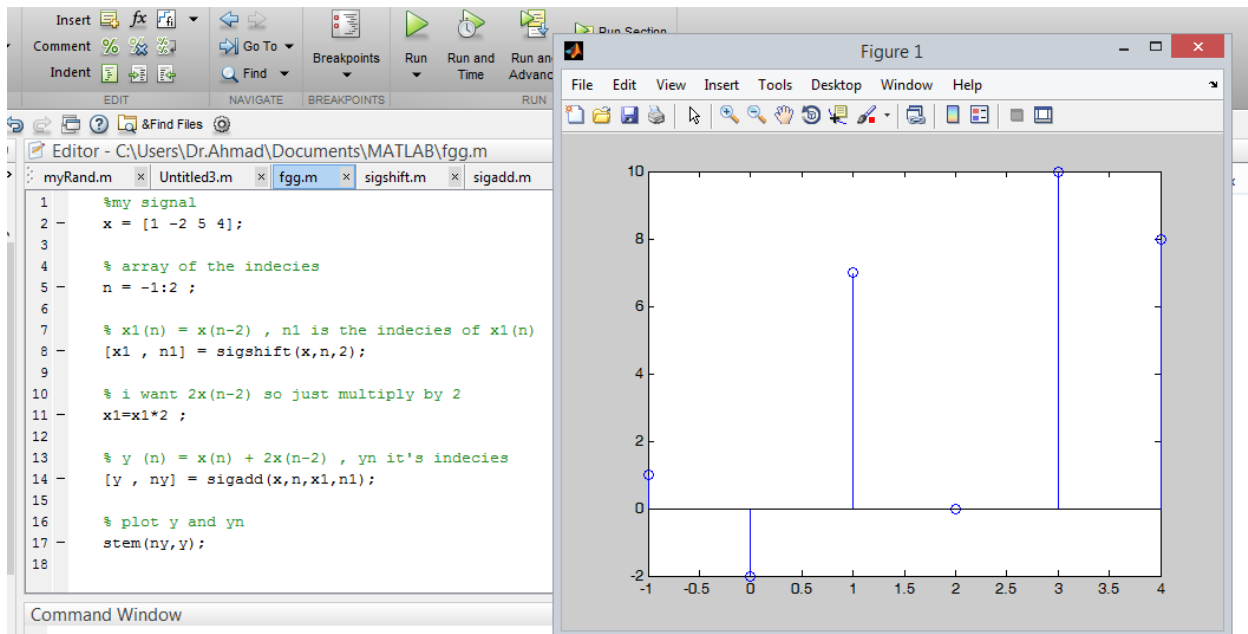 Insert fx
Comment % Go To
Indent Find
Breakpoints Run Run and Time
Run Section
EDIT NAVIGATE BREAKPOINTS RUN
&Find Files
Editor - C:\Users\Dr.Ahmad\Documents\MATLAB\fgg.m
myRand.m × Untitled3.m × fgg.m × sigshift.m × sigadd.m
1 %my signal
2 – x = [1 -2 5 4];
3
4 % array of the indecies
5 – n = -1:2 ;
6
7 % x1(n) = x(n-2) , n1 is the indecies of x1(n)
8 – [x1 , n1] = sigshift(x,n,2);
9
10 % i want 2x(n-2) so just multiply by 2
11 – x1=x1*2 ;
12
13 % y (n) = x(n) + 2x(n-2) , yn it's indecies
14 – [y , ny] = sigadd(x,n,x1,n1);
15
16 % plot y and yn
17 – stem(ny,y);
18
Command Window
Figure 1
File Edit View Insert Tools Desktop Window Help
10
8
6
4
2
0
-2
-1 -0.5 0 0.5 1 1.5 2 2.5 3 3.5 4